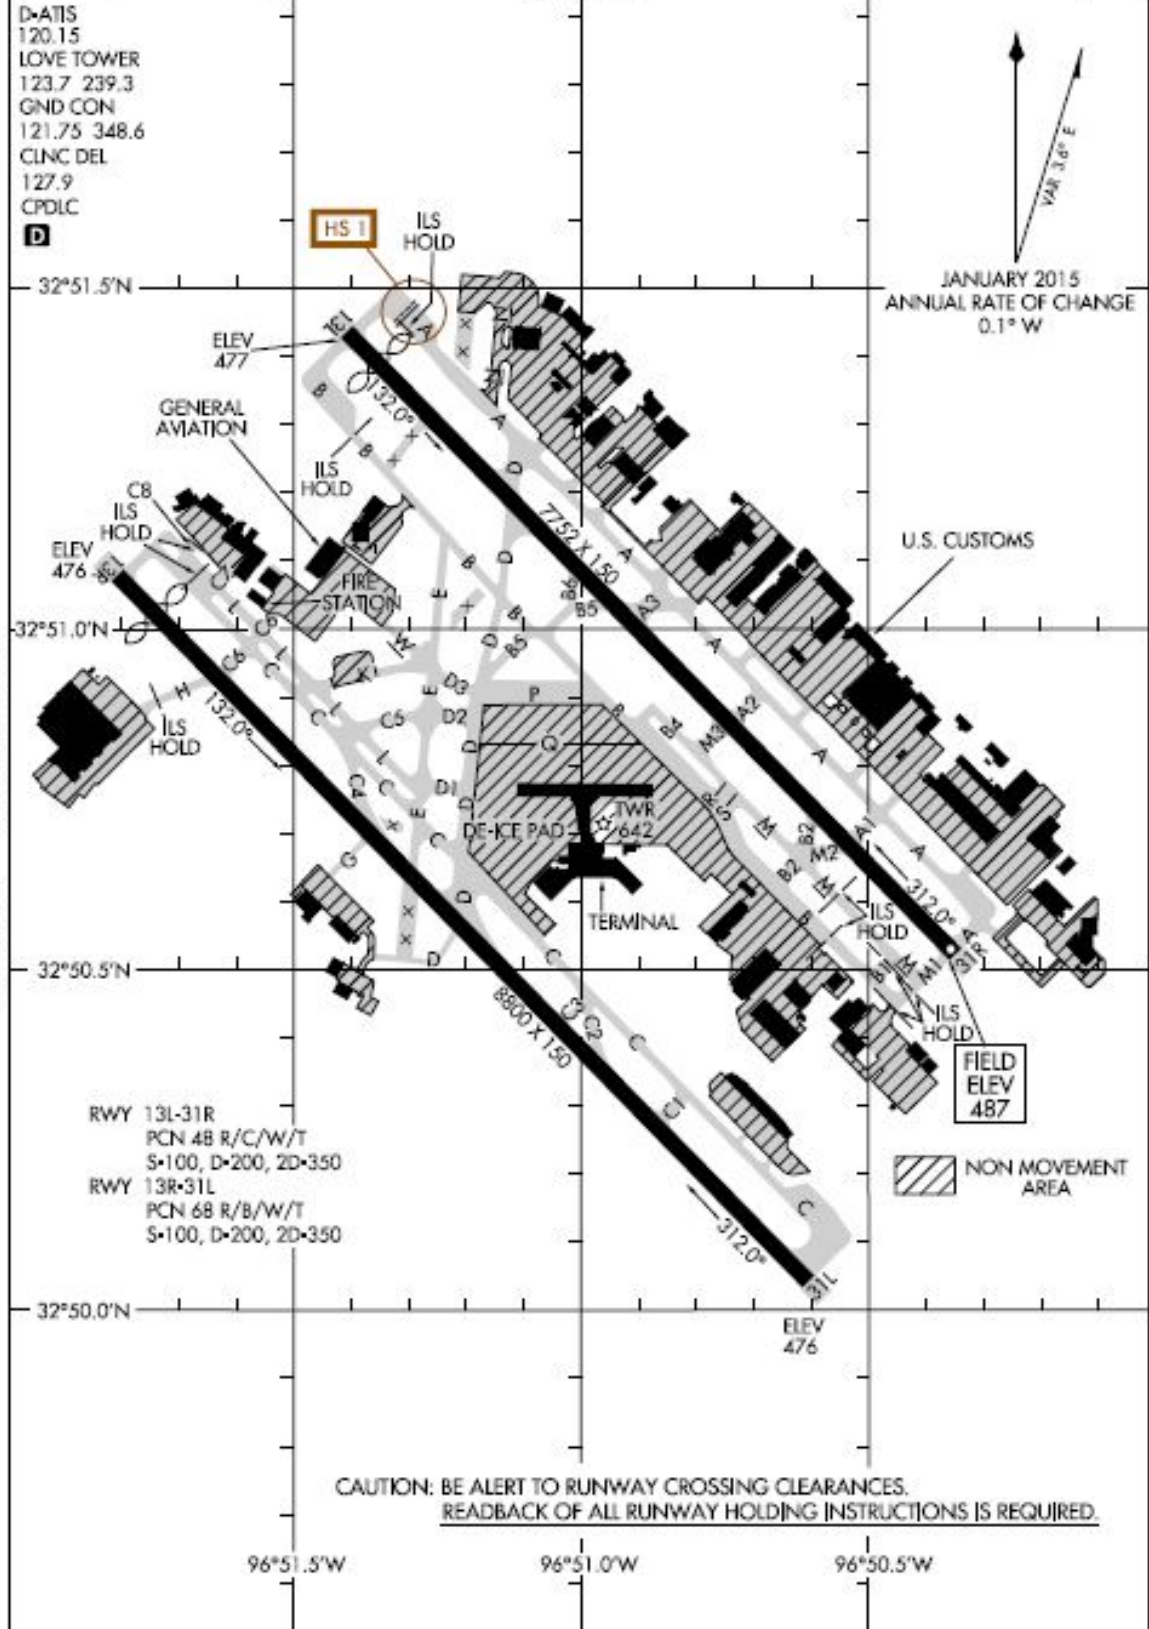 D-ATIS
120.15
LOVE TOWER
123.7 239.3
GND CON
121.75 348.6
CLNC DEL
127.9
CPDLC
D
VAR 3.6° E
JANUARY 2015
ANNUAL RATE OF CHANGE
0.1° W
HS 1
ILS
HOLD
32°51.5'N
13L
A
ELEV
477
132.0°
B
A
GENERAL
AVIATION
B
ILS
HOLD
D
C8
ILS
HOLD
7752 X 150
U.S. CUSTOMS
ELEV
476
A
D
B
FIRE
STATION
E
B6
B5
A3
L
B
32°51.0'N
D
B5
W
A
L
C6
C
H
D3
E
P
132.0°
ILS
HOLD
C
L
C5
D2
B
B4
M3
A2
D
Q
A
L
C
C4
D1
D
E
DE-ICE PAD
TWR
642
R
S
M
B2
A1
A
C
M2
B2
G
M
D
TERMINAL
312.0°
ILS
HOLD
B
A
31R
D
C
32°50.5'N
M
M1
B1
8800 X 150
C3
C2
C
ILS
HOLD
FIELD
ELEV
487
C1
RWY 13L-31R
PCN 48 R/C/W/T
S-100, D-200, 2D-350
RWY 13R-31L
PCN 68 R/B/W/T
S-100, D-200, 2D-350
NON MOVEMENT
AREA
C
312.0°
31L
32°50.0'N
ELEV
476
CAUTION: BE ALERT TO RUNWAY CROSSING CLEARANCES.
READBACK OF ALL RUNWAY HOLDING INSTRUCTIONS IS REQUIRED.
96°51.5'W
96°51.0'W
96°50.5'W